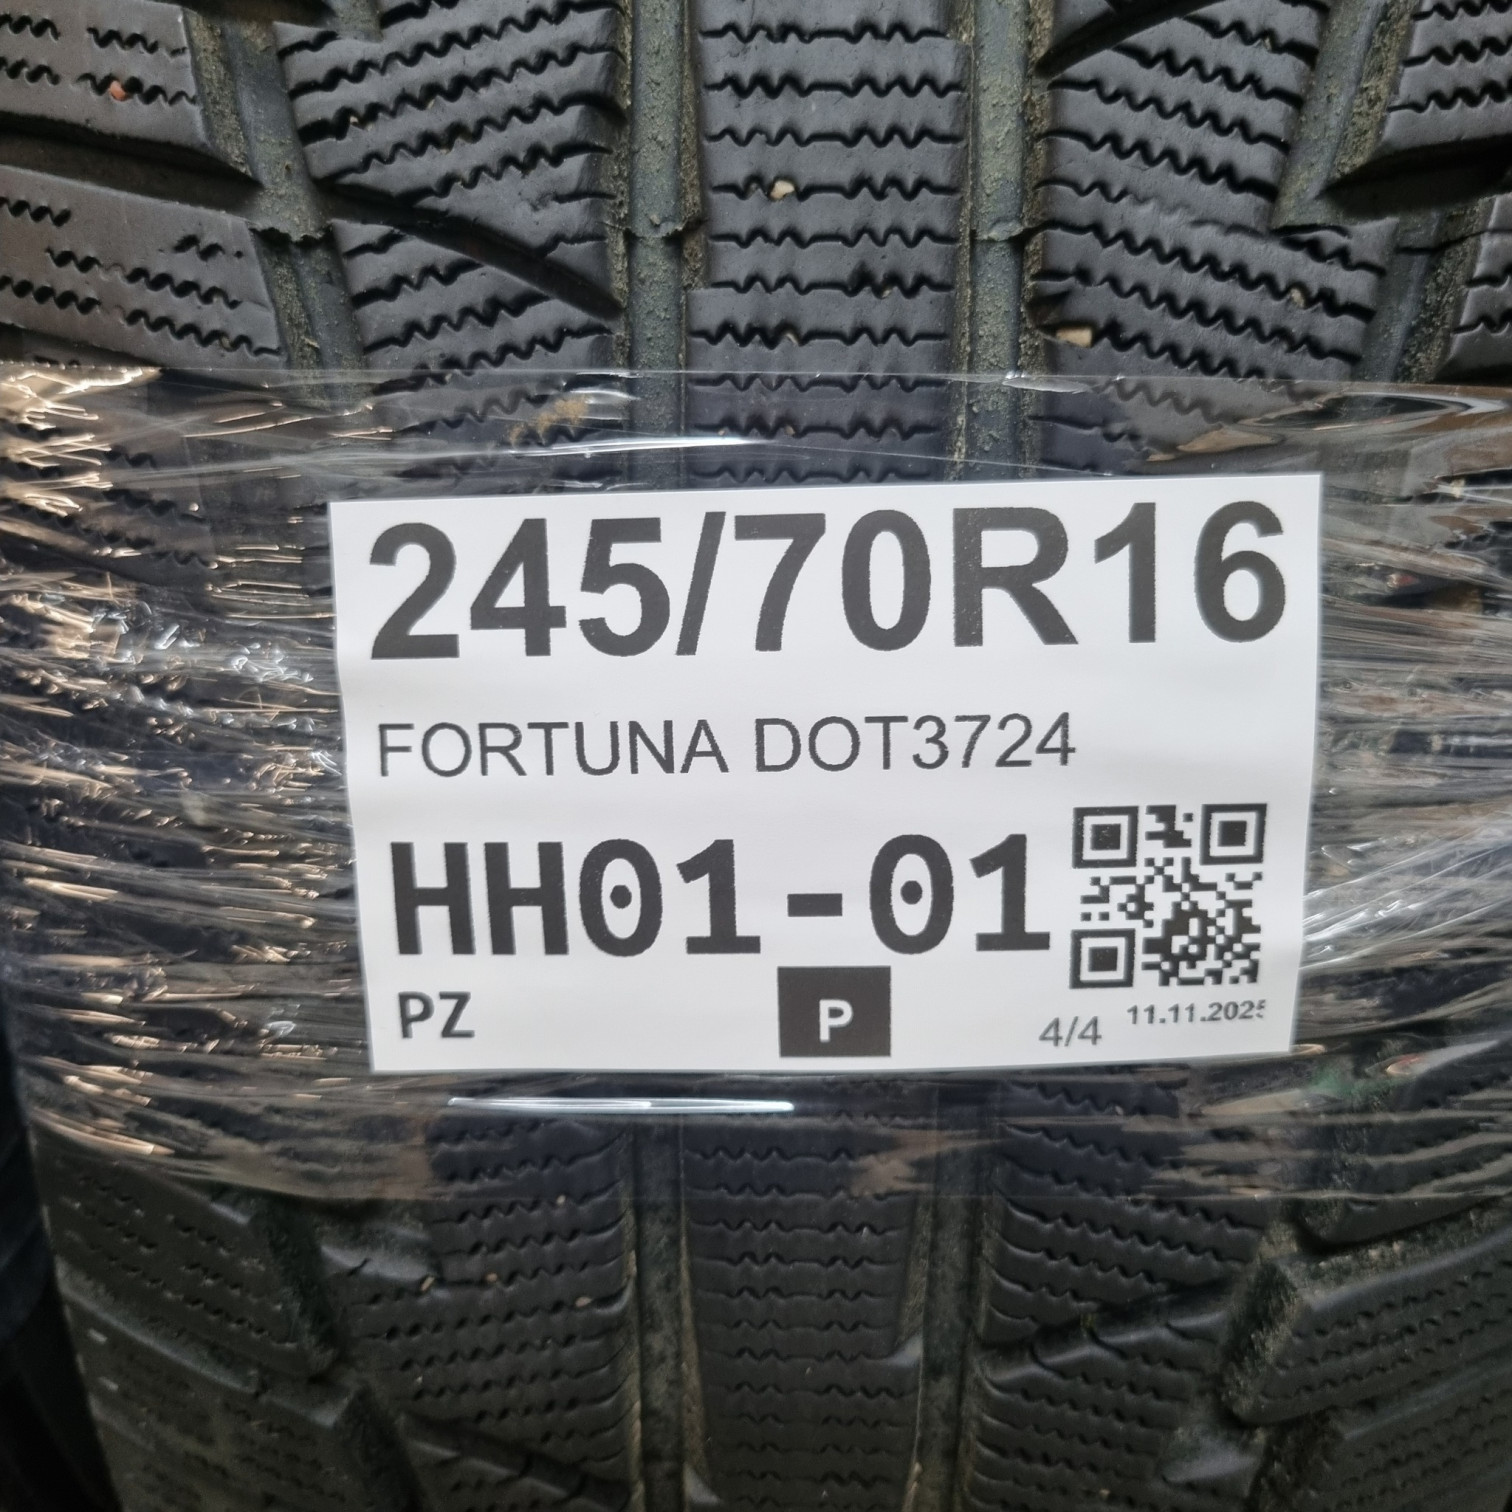 245/70R16
FORTUNA DOT3724
HH01-01
PZ
P
4/4
11.11.2025